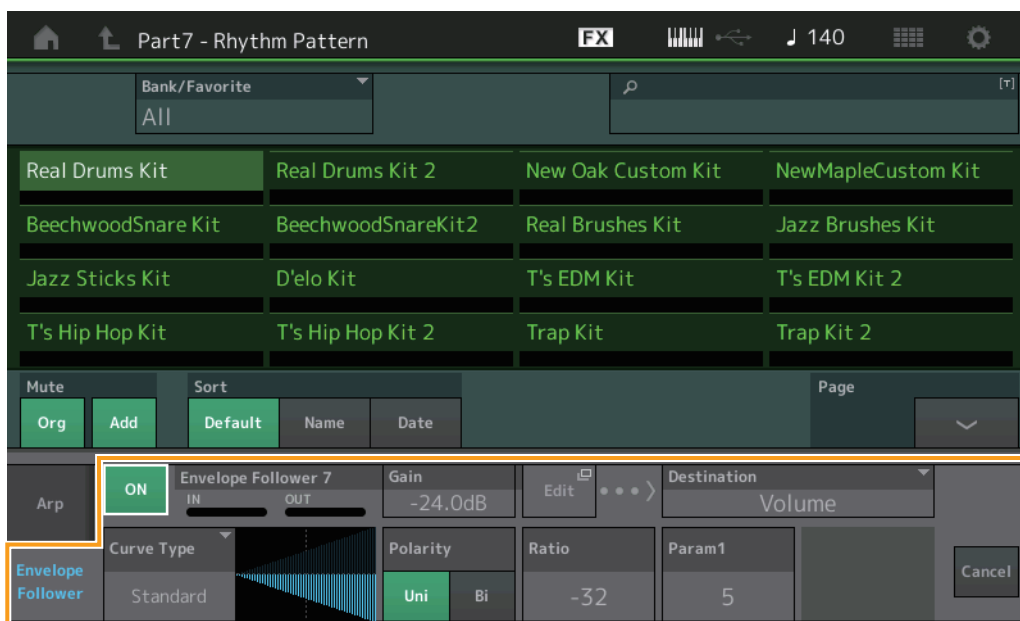 Part7 - Rhythm Pattern FX ♩ 140
Bank/Favorite
All
[T]
Real Drums Kit Real Drums Kit 2 New Oak Custom Kit NewMapleCustom Kit
BeechwoodSnare Kit BeechwoodSnareKit2 Real Brushes Kit Jazz Brushes Kit
Jazz Sticks Kit D'elo Kit T's EDM Kit T's EDM Kit 2
T's Hip Hop Kit T's Hip Hop Kit 2 Trap Kit Trap Kit 2
Mute Sort Page
Org Add Default Name Date
Arp
ON
Envelope Follower 7
IN OUT
Gain
-24.0dB
Edit
Destination
Volume
Envelope
Follower
Curve Type
Standard
Polarity
Uni Bi
Ratio
-32
Param1
5
Cancel